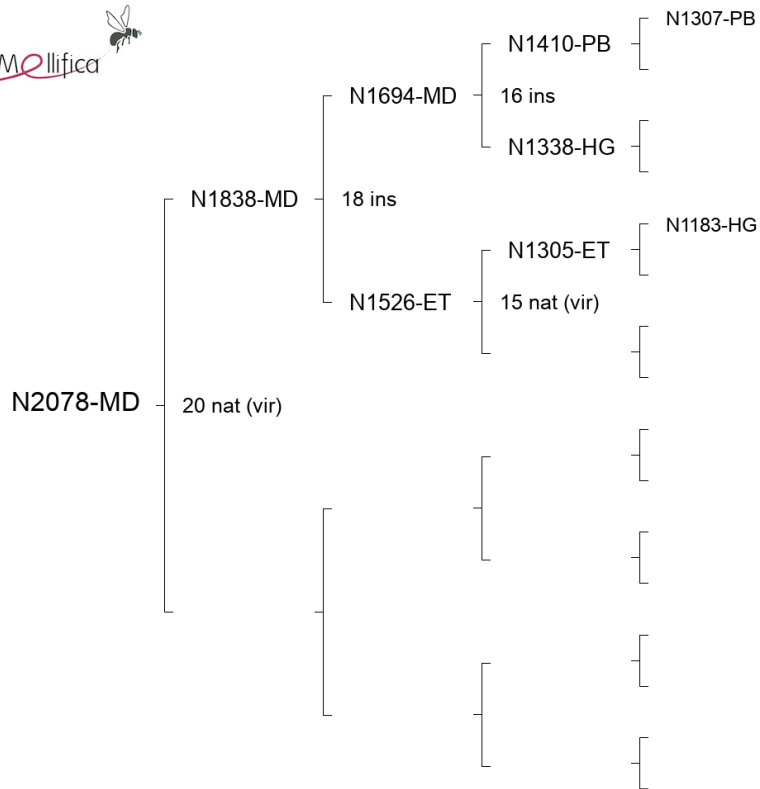 Mellifica
N1307-PB
N1410-PB
N1694-MD
16 ins
N1338-HG
N1838-MD
18 ins
N1183-HG
N1305-ET
N1526-ET
15 nat (vir)
N2078-MD
20 nat (vir)